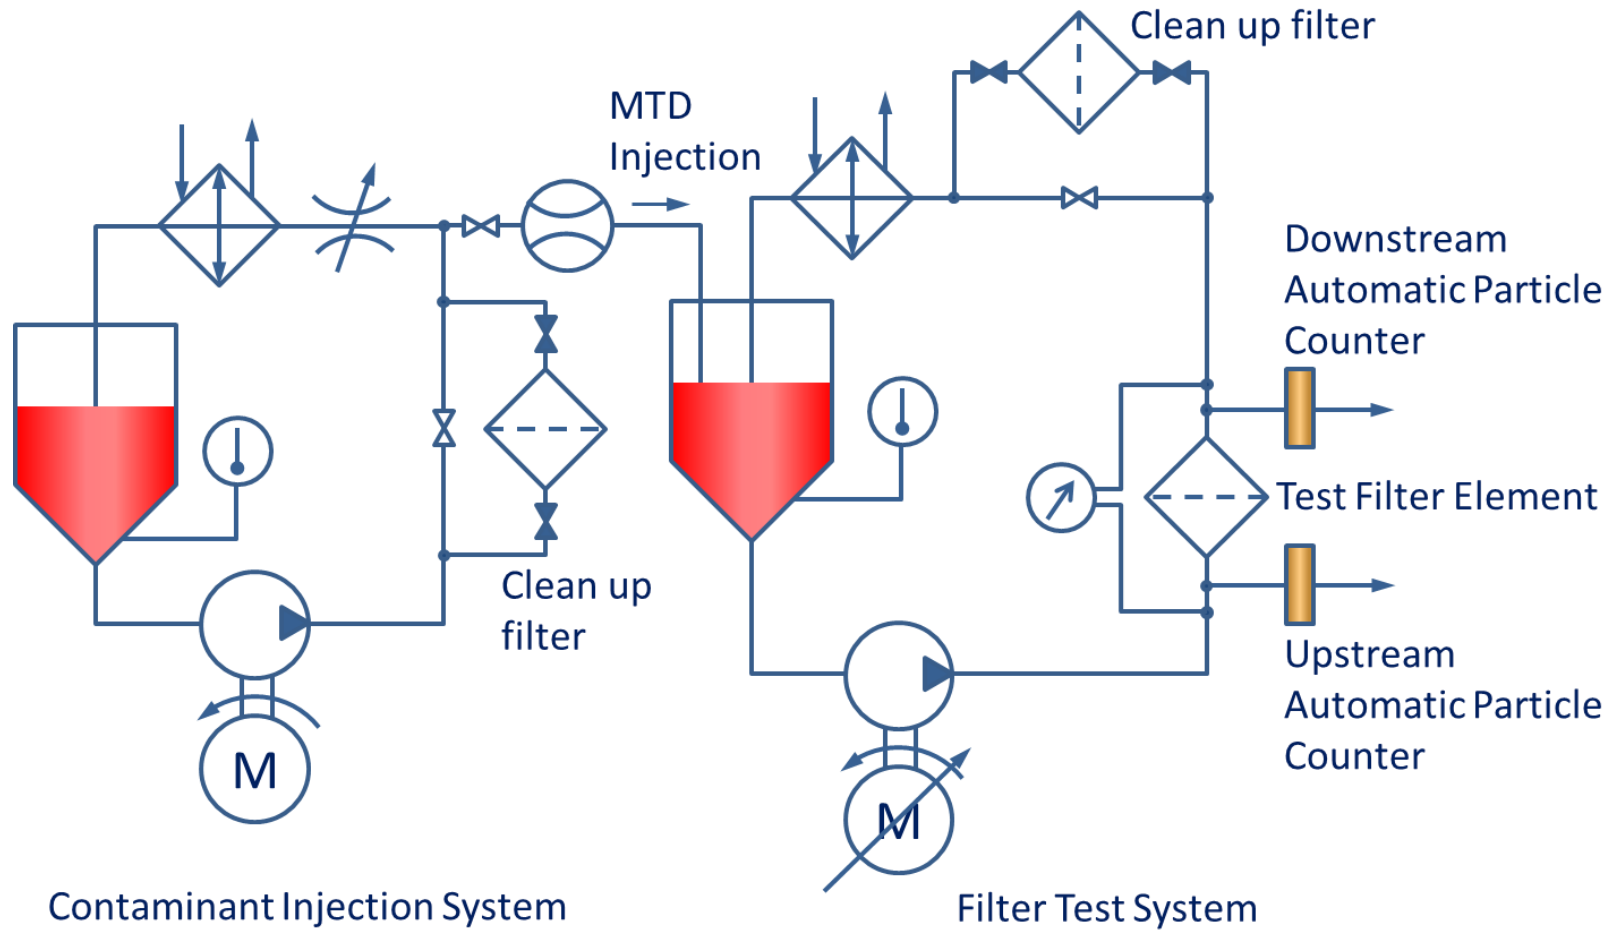 Clean up filter
MTD
Injection
Downstream
Automatic Particle
Counter
Test Filter Element
Clean up
filter
Upstream
Automatic Particle
Counter
M
M
Contaminant Injection System
Filter Test System